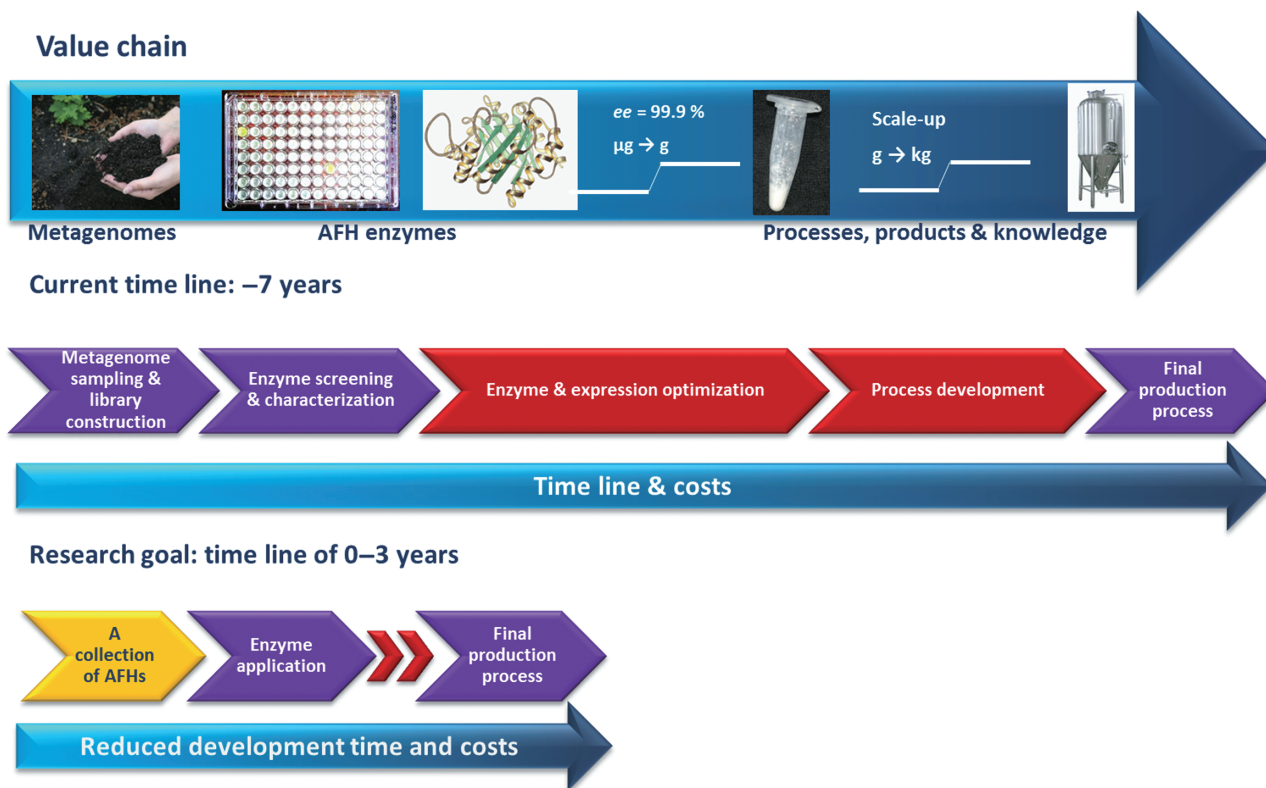 Value chain
ee = 99.9 %
µg → g
Scale-up
g → kg
Metagenomes
AFH enzymes
Processes, products & knowledge
Current time line: –7 years
Metagenome
sampling &
library
construction
Enzyme screening
& characterization
Enzyme & expression optimization
Process development
Final
production
process
Time line & costs
Research goal: time line of 0–3 years
A
collection
of AFHs
Enzyme
application
Final
production
process
Reduced development time and costs